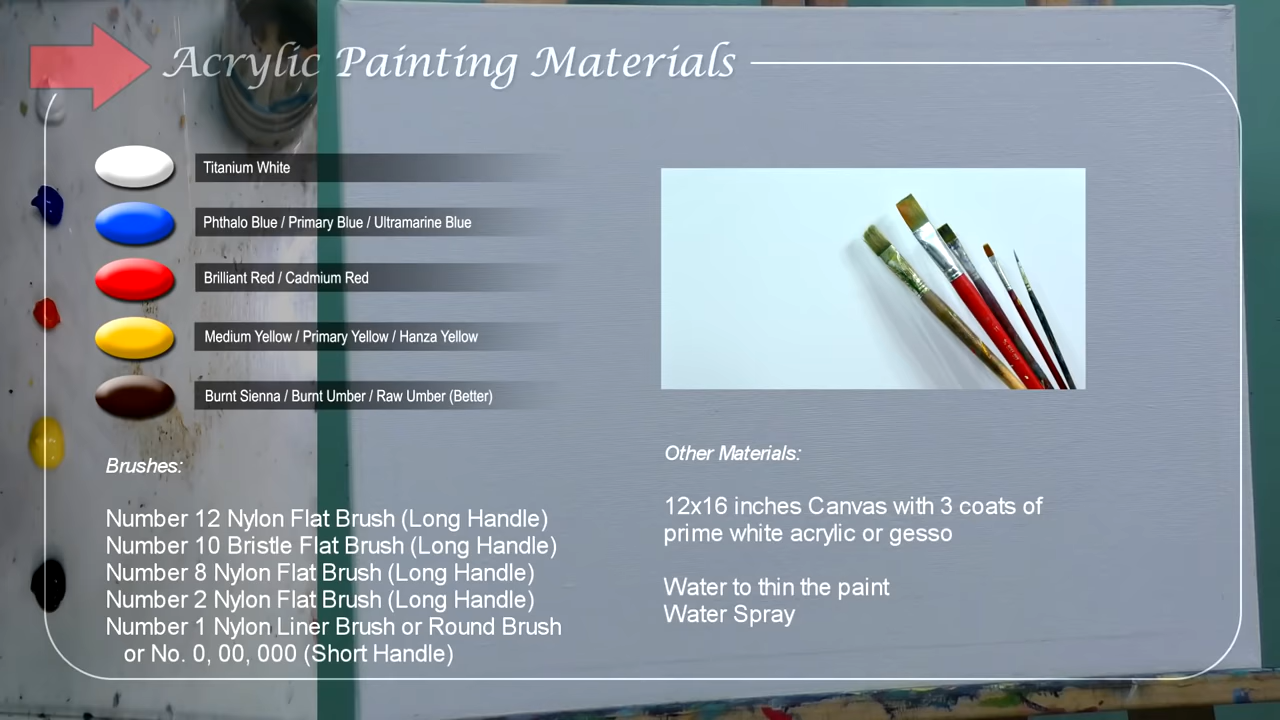 Acrylic Painting Materials
Titanium White
Phthalo Blue / Primary Blue / Ultramarine Blue
Brilliant Red / Cadmium Red
Medium Yellow / Primary Yellow / Hanza Yellow
Burnt Sienna / Burnt Umber / Raw Umber (Better)
Brushes:
Number 12 Nylon Flat Brush (Long Handle)
Number 10 Bristle Flat Brush (Long Handle)
Number 8 Nylon Flat Brush (Long Handle)
Number 2 Nylon Flat Brush (Long Handle)
Number 1 Nylon Liner Brush or Round Brush
or No. 0, 00, 000 (Short Handle)
Other Materials:
12x16 inches Canvas with 3 coats of
prime white acrylic or gesso
Water to thin the paint
Water Spray